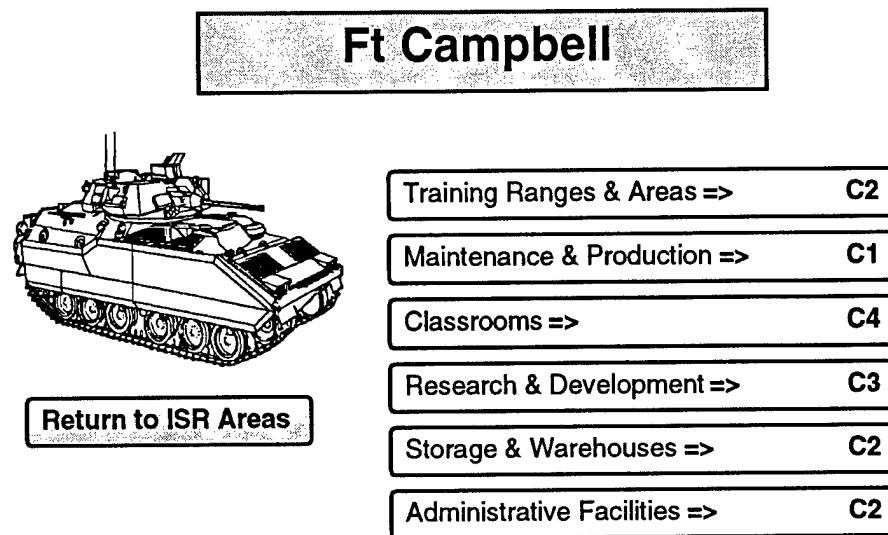 Ft Campbell
Training Ranges & Areas => C2
Maintenance & Production => C1
Classrooms => C4
Research & Development => C3
Return to ISR Areas
Storage & Warehouses => C2
Administrative Facilities => C2